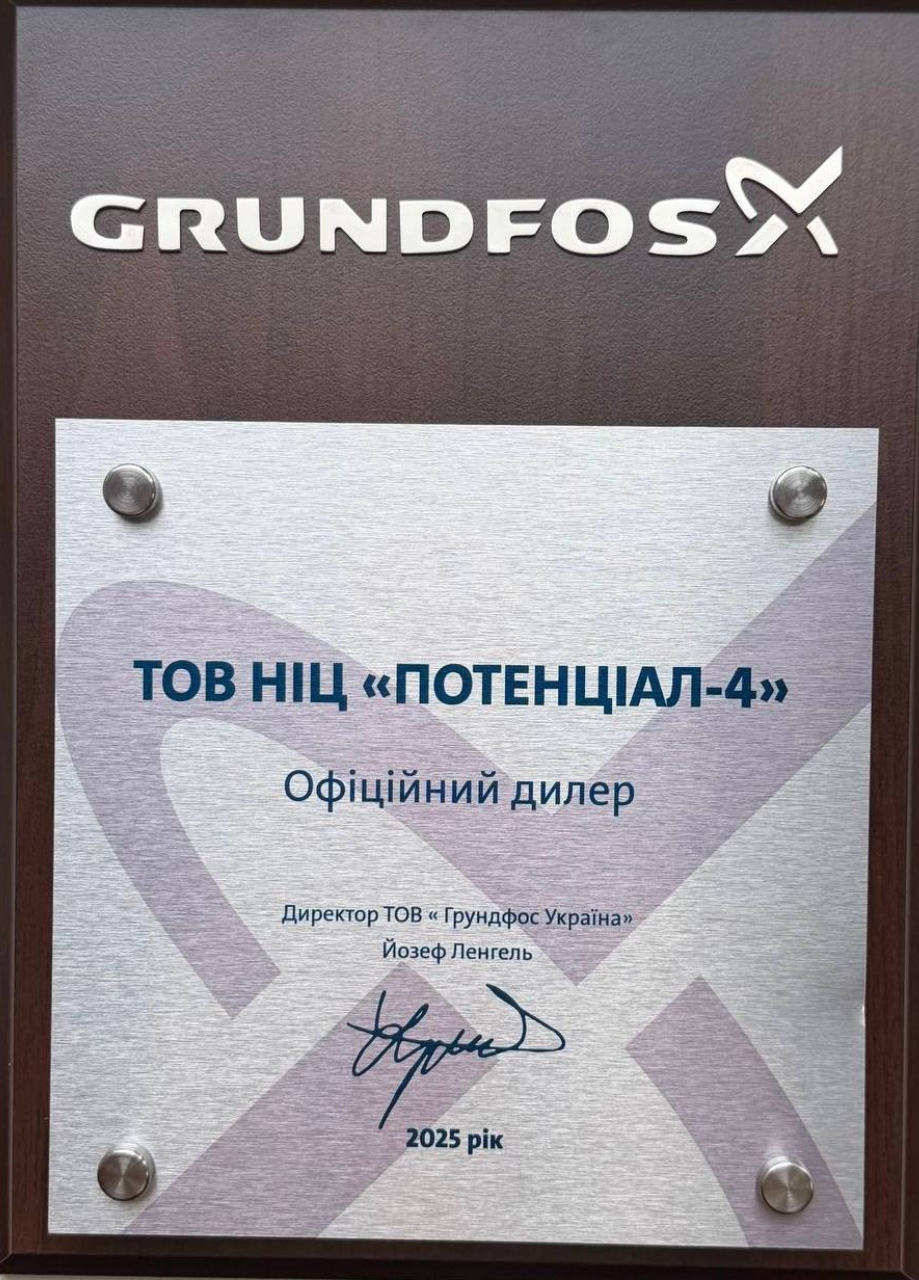 GRUNDFOS
ТОВ НІЦ «ПОТЕНЦІАЛ-4»
Офіційний дилер
Директор ТОВ « Грундфос Україна»
Йозеф Ленгель
2025 рік